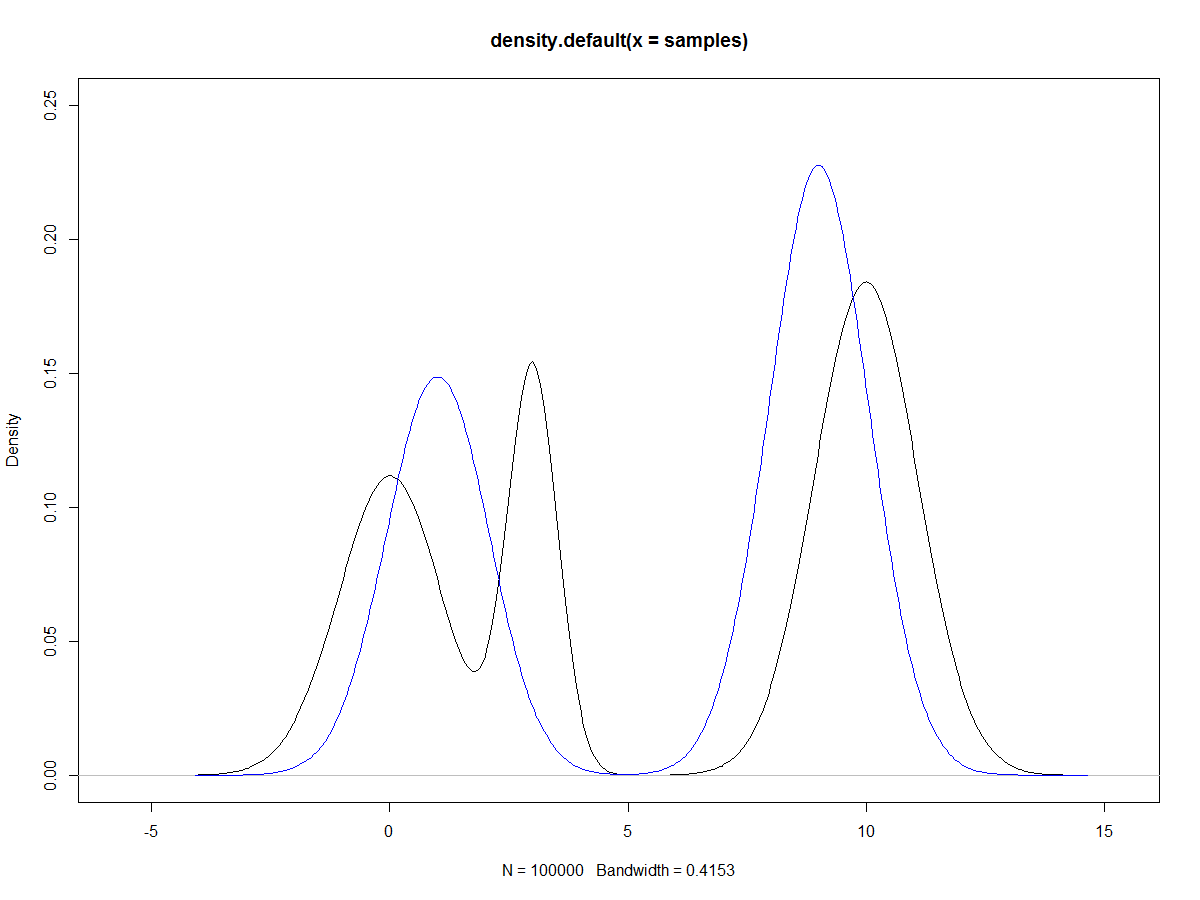 density.default(x = samples)
Density
0.25
0.20
0.15
0.10
0.05
0.00
-5 0 5 10 15
N = 100000 Bandwidth = 0.4153